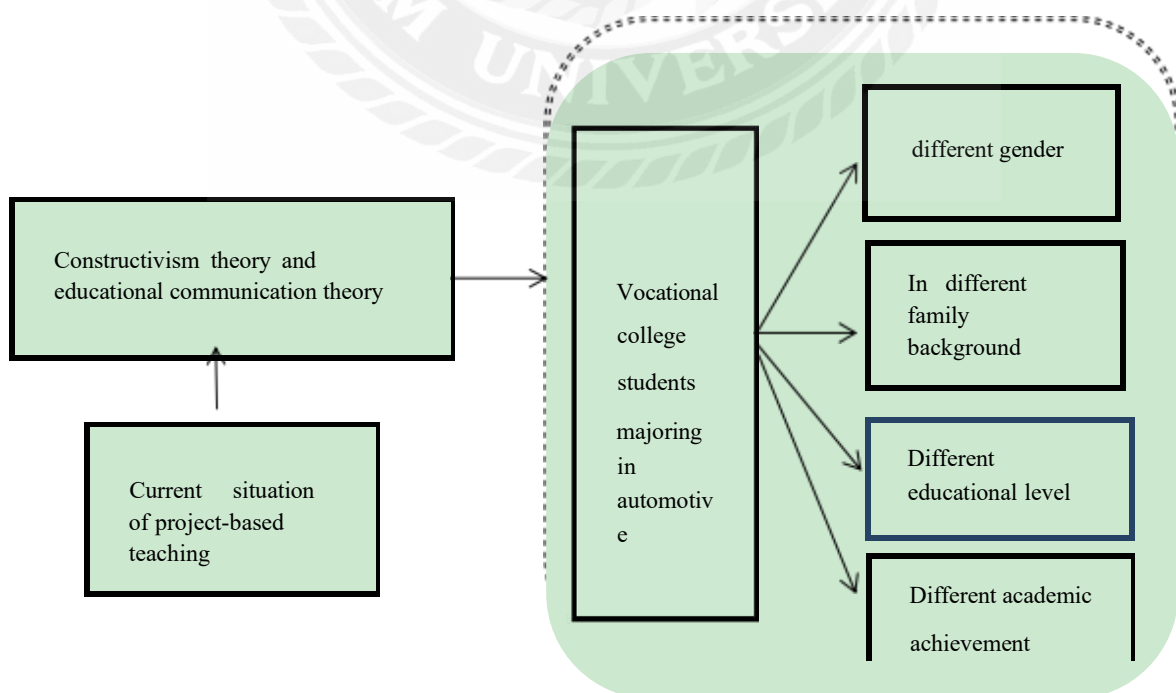 M UNIVERS
Constructivism theory and
educational communication theory
Current situation
of project-based
teaching
Vocational
college
students
majoring
in
automotiv
e
different gender
In different
family
background
Different
educational level
Different academic
achievement